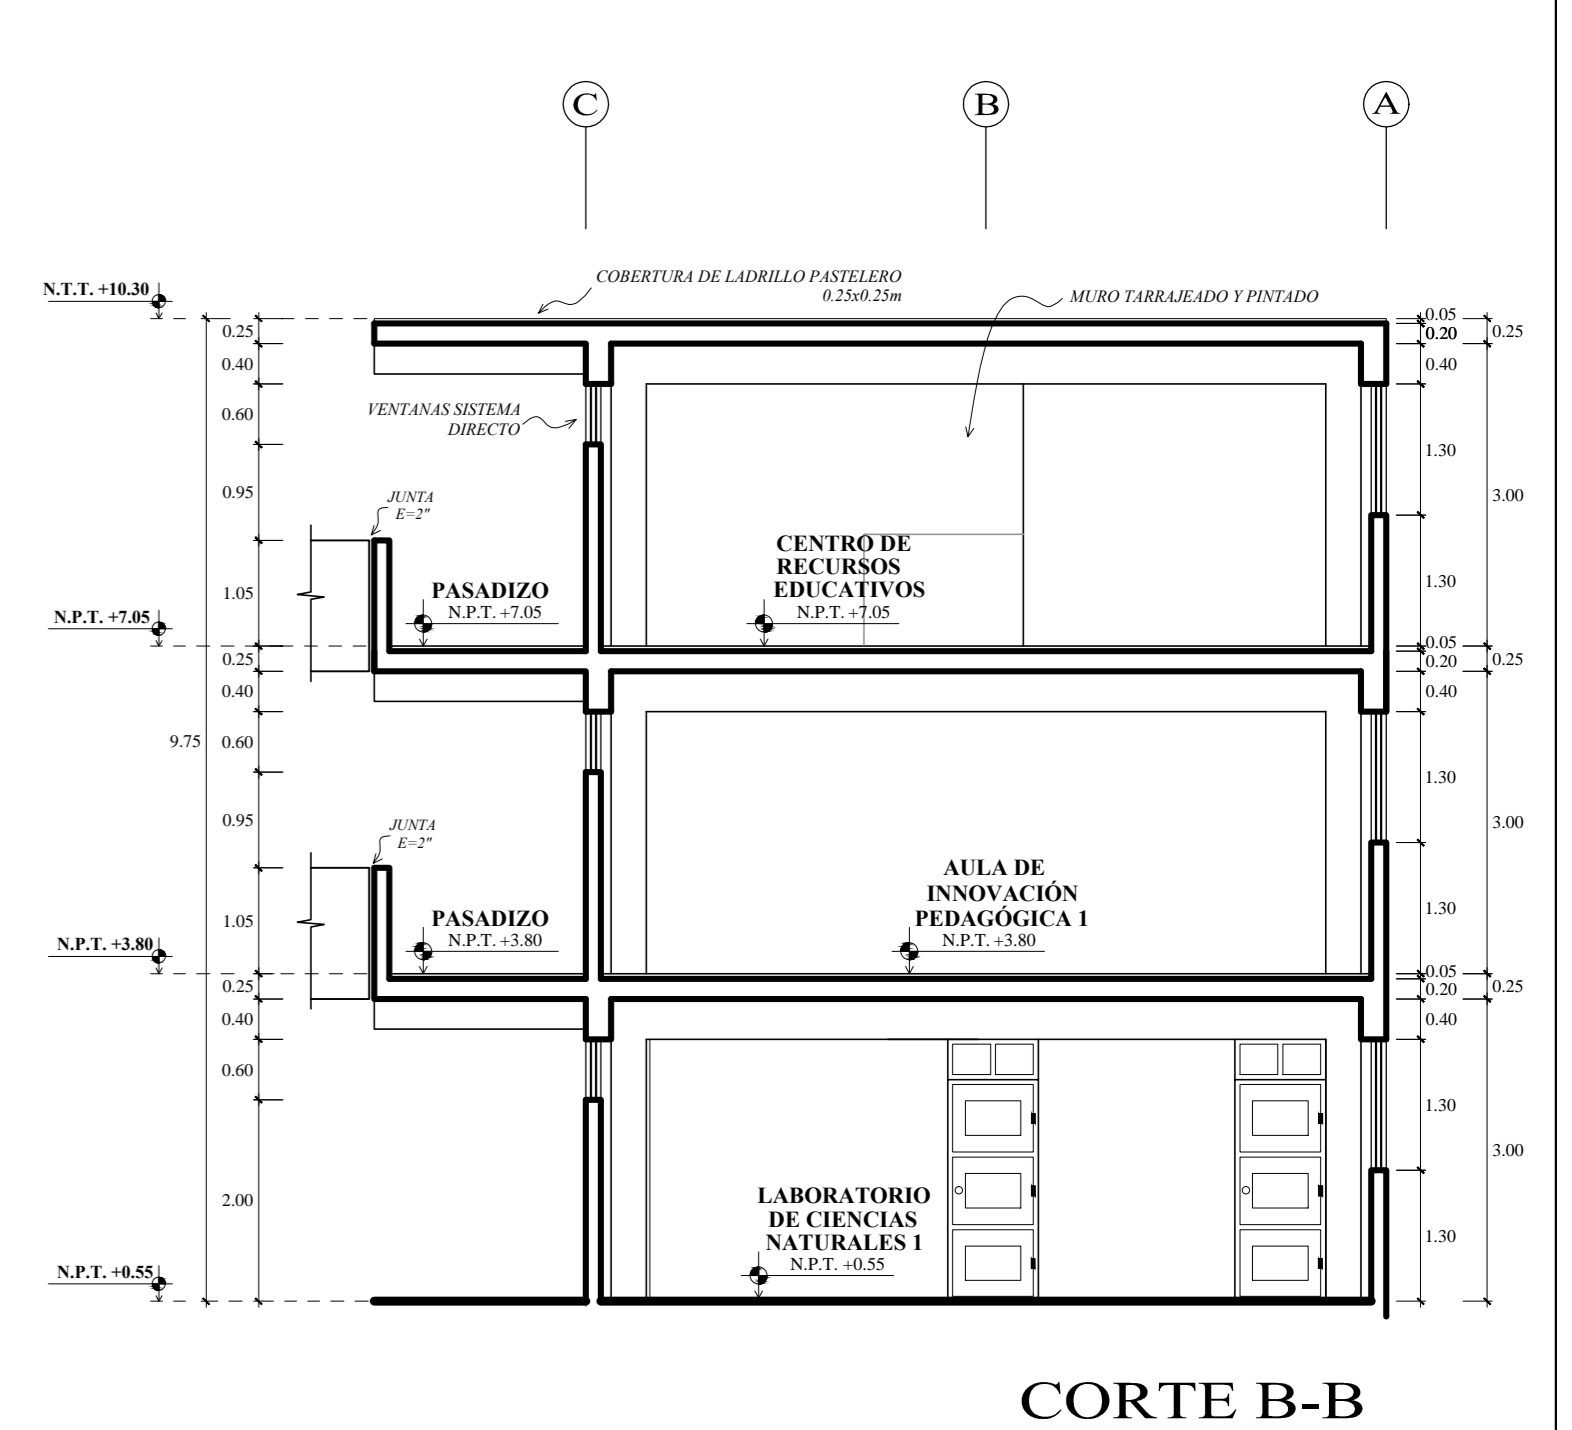 C
B
A
COBERTURA DE LADRILLO PASTELERO
0.25x0.25m
MURO TARRAJEADO Y PINTADO
N.T.T. +10.30
0.25
0.40
0.60
0.95
1.05
0.25
0.40
0.60
0.95
1.05
0.25
0.40
0.60
2.00
9.75
N.P.T. +7.05
N.P.T. +3.80
N.P.T. +0.55
VENTANAS SISTEMA
DIRECTO
JUNTA
E=2"
PASADIZO
N.P.T. +7.05
CENTRO DE
RECURSOS
EDUCATIVOS
N.P.T. +7.05
JUNTA
E=2"
PASADIZO
N.P.T. +3.80
AULA DE
INNOVACIÓN
PEDAGÓGICA 1
N.P.T. +3.80
LABORATORIO
DE CIENCIAS
NATURALES 1
N.P.T. +0.55
0.05
0.20
0.40
1.30
1.30
0.05
0.20
0.40
1.30
1.30
0.05
0.20
0.40
1.30
1.30
0.25
3.00
0.25
3.00
0.25
3.00
CORTE B-B